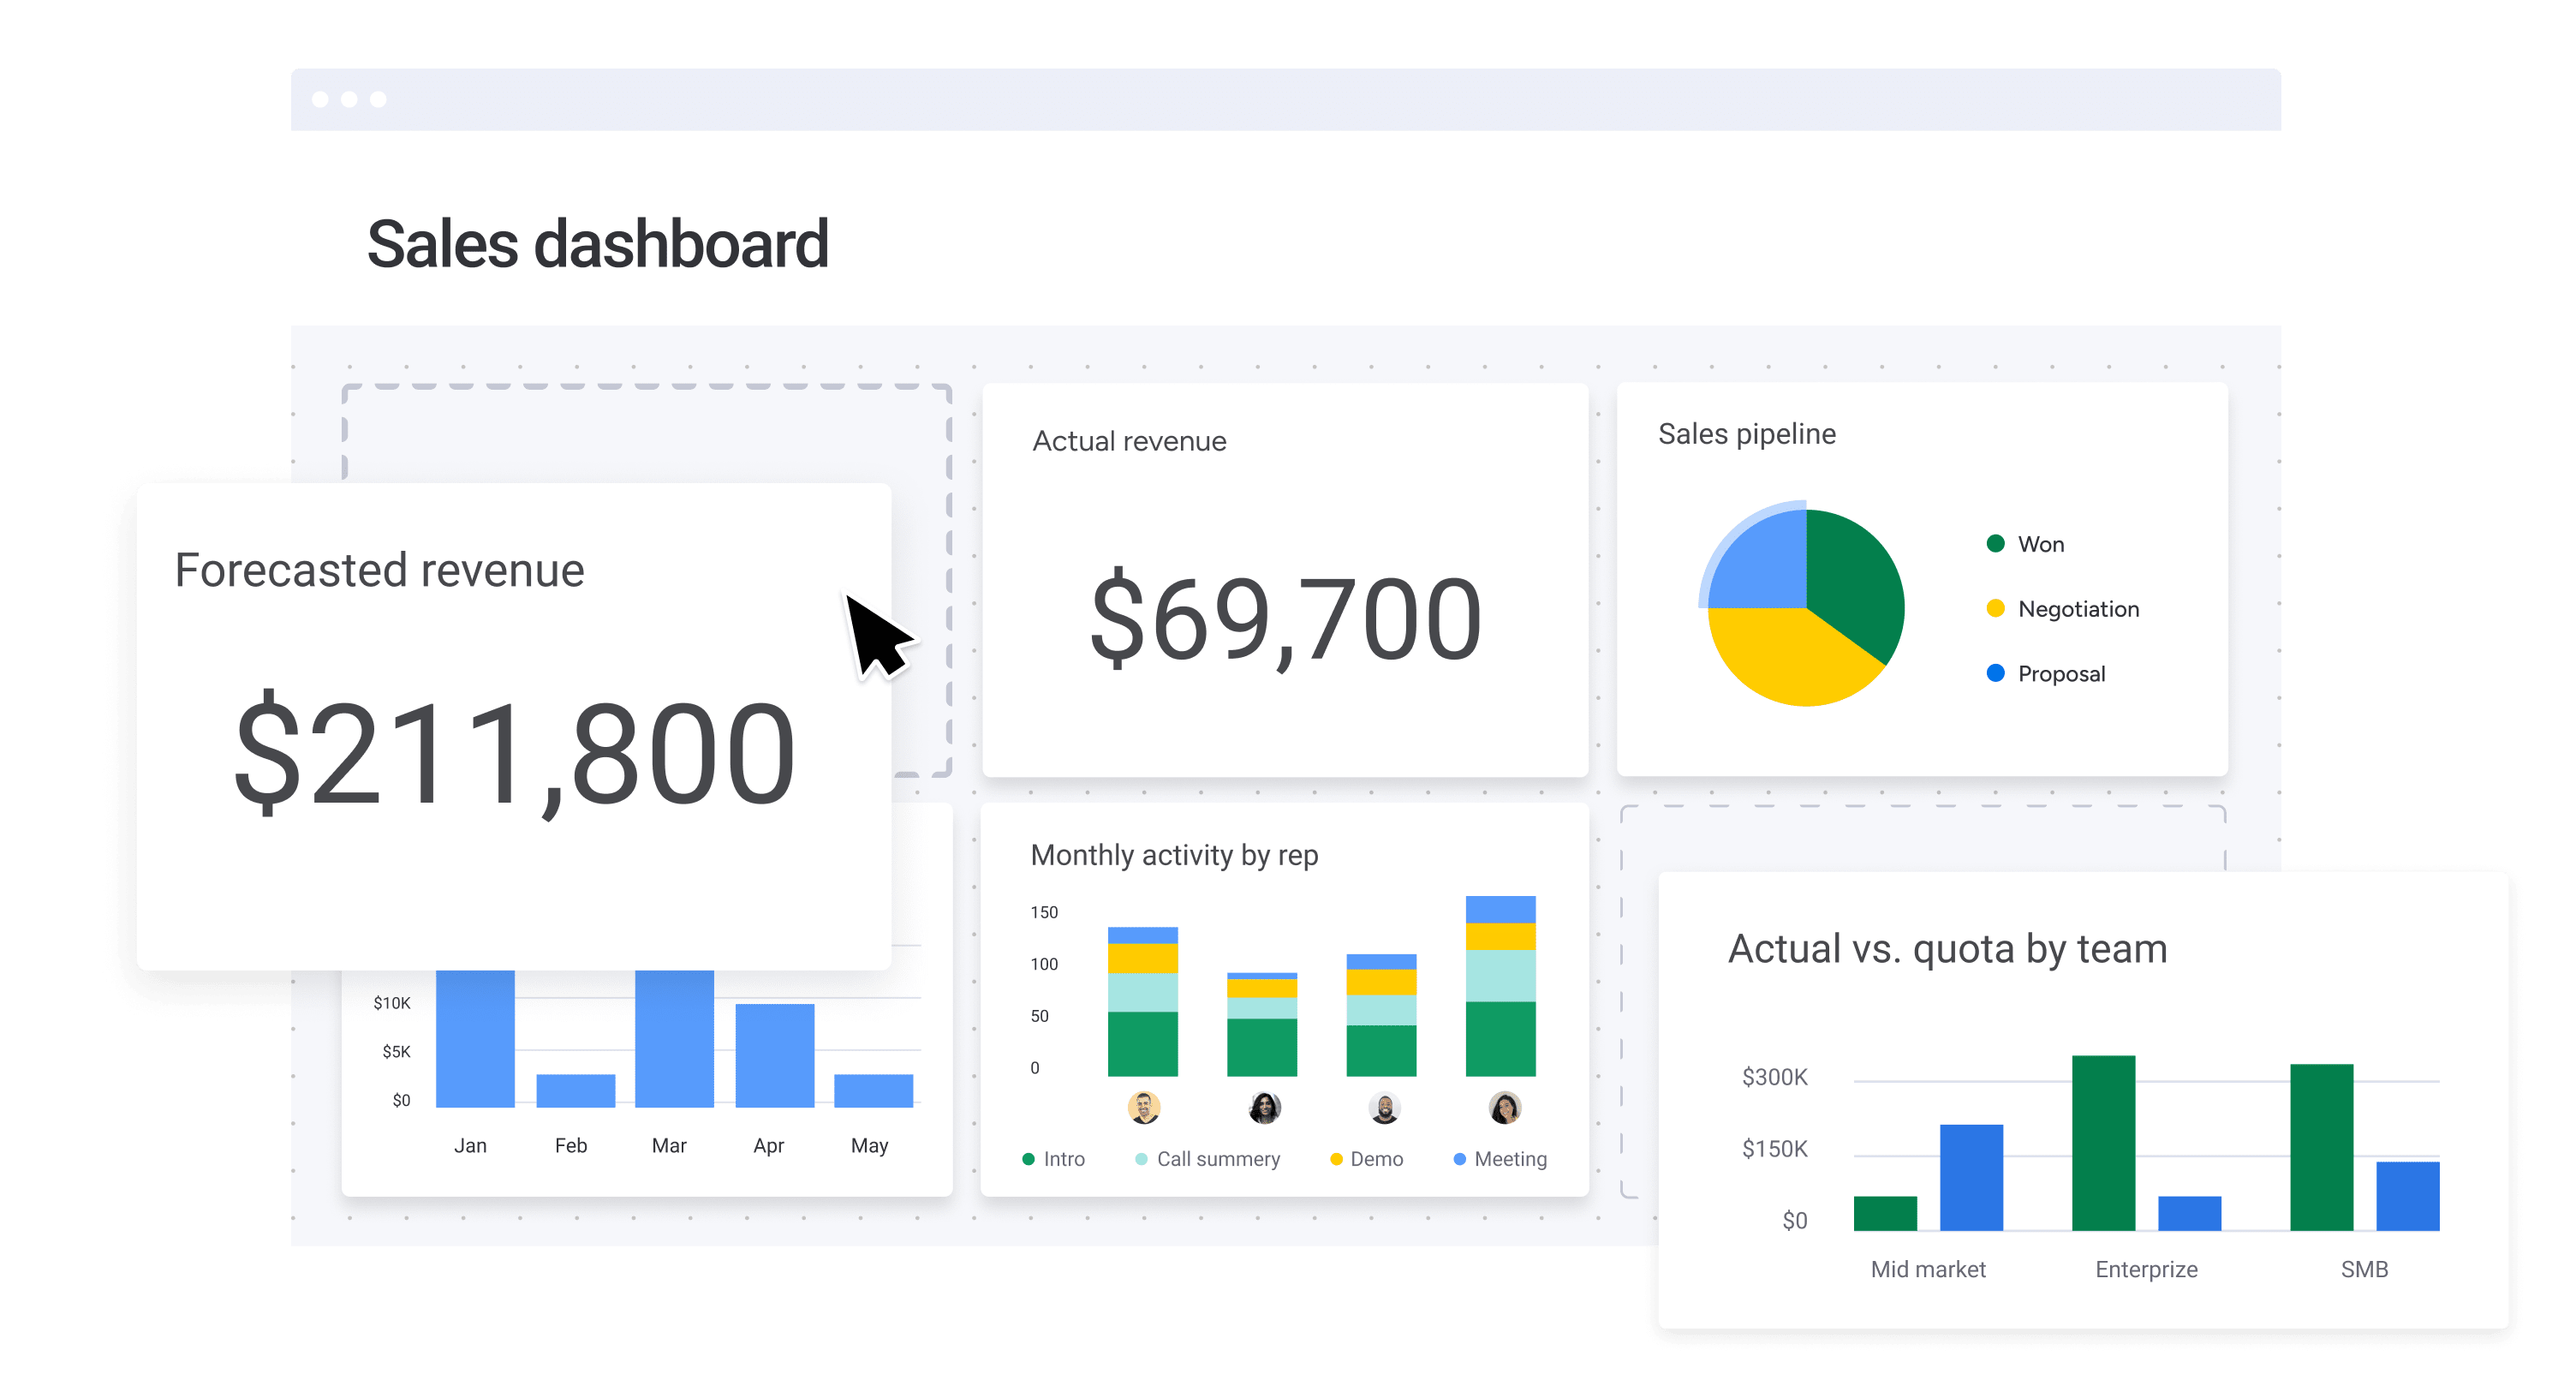 Sales dashboard
Forecasted revenue
$211,800
Actual revenue
$69,700
Sales pipeline
Won
Negotiation
Proposal
$10K
$5K
$0
Jan Feb Mar Apr May
Monthly activity by rep
150
100
50
0
Intro Call summery Demo Meeting
Actual vs. quota by team
$300K
$150K
$0
Mid market Enterprize SMB